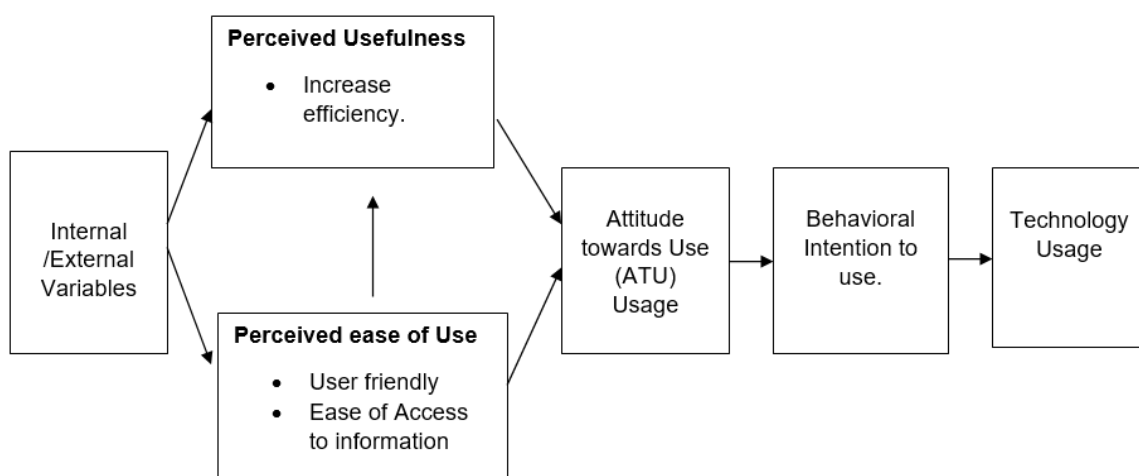 Perceived Usefulness
• Increase
efficiency.
Internal
/External
Variables
Perceived ease of Use
• User friendly
• Ease of Access
to information
Attitude
towards Use
(ATU)
Usage
Behavioral
Intention to
use.
Technology
Usage